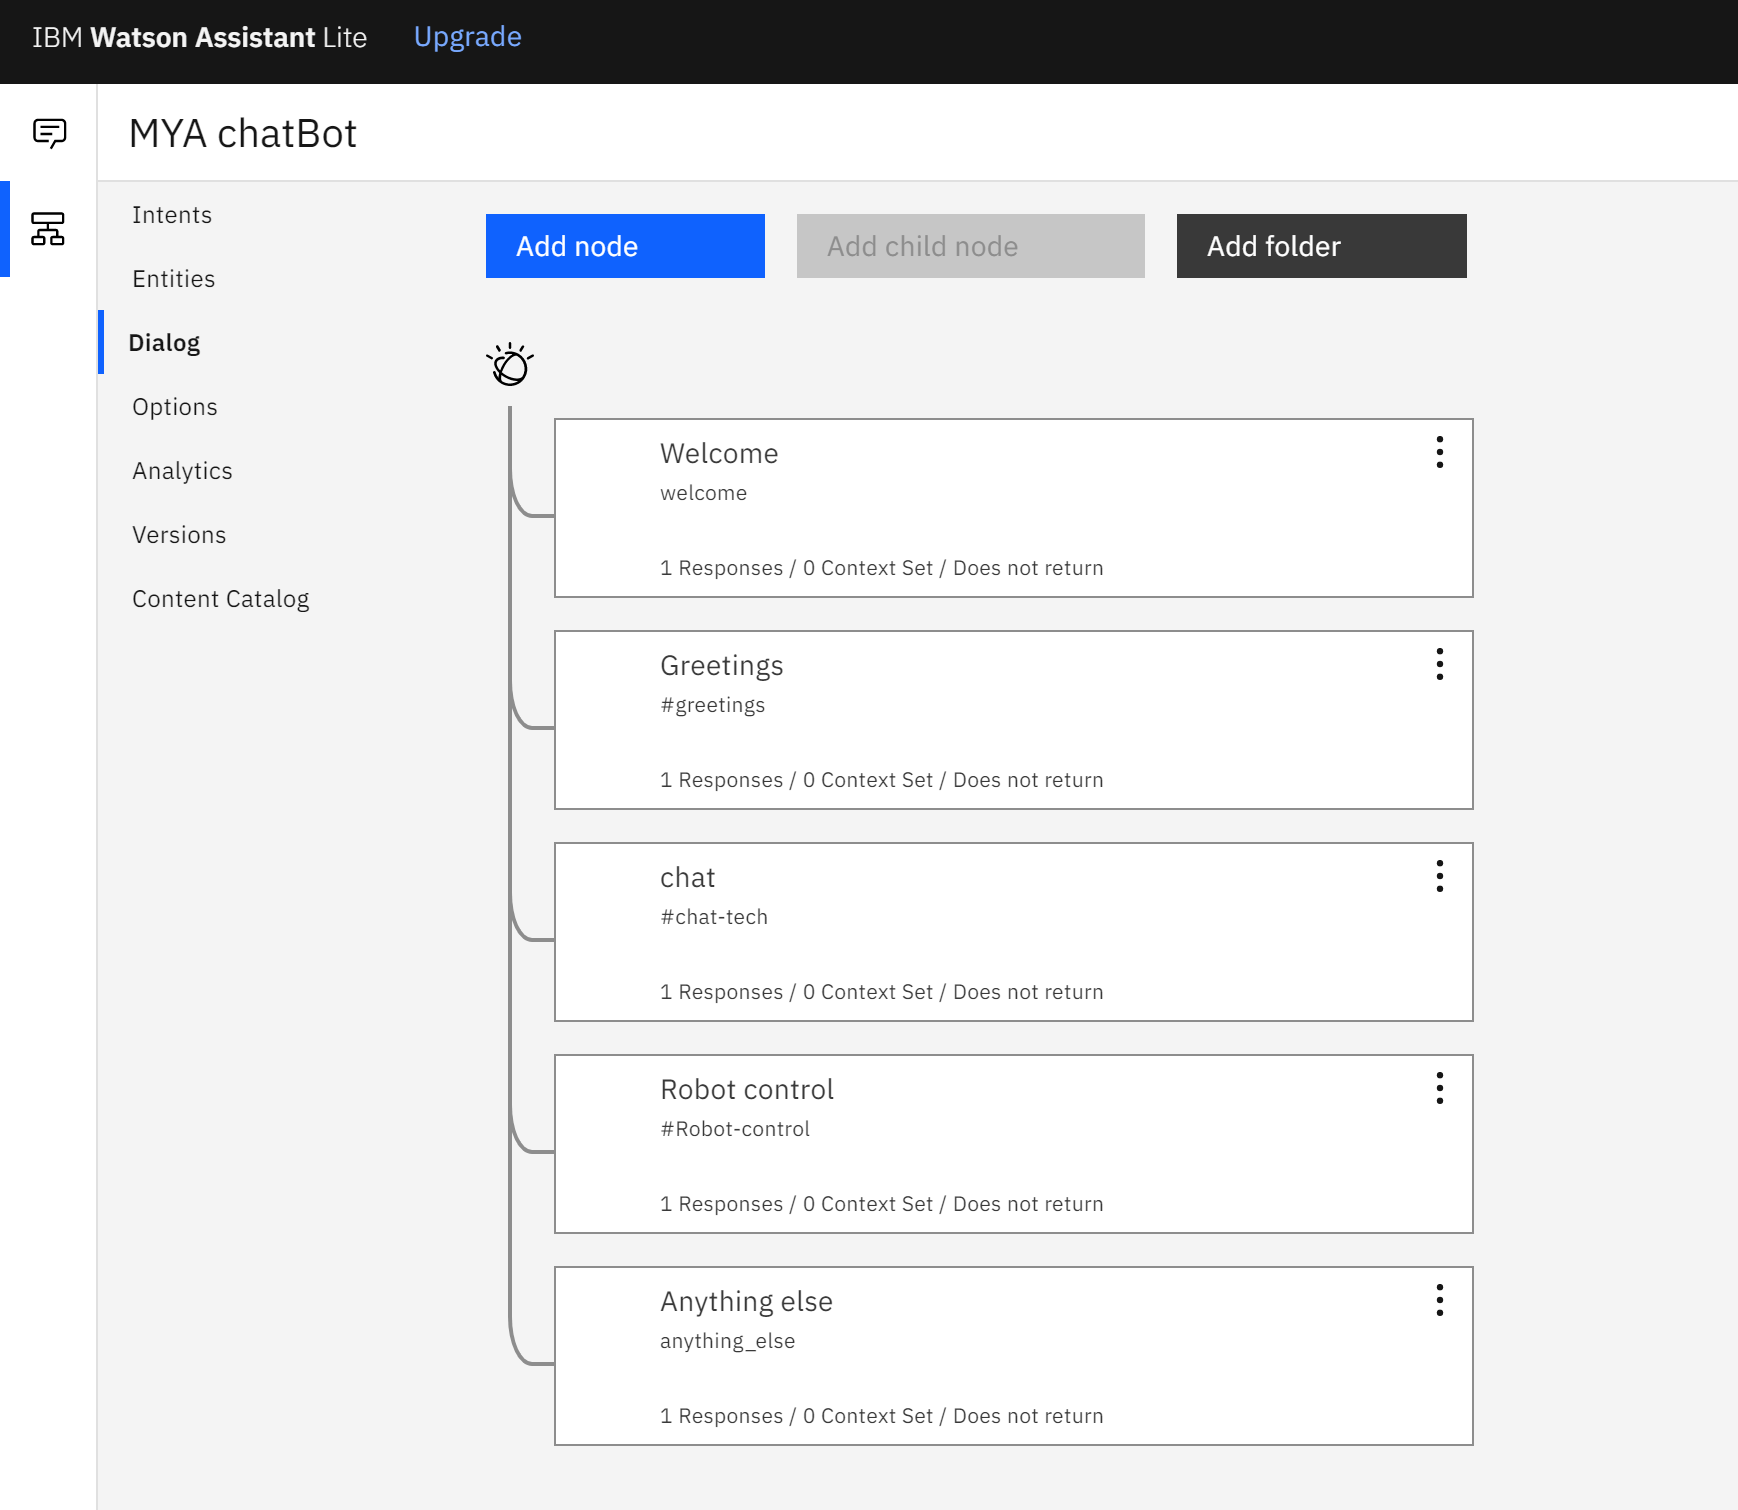 IBM Watson Assistant Lite Upgrade
MYA chatBot
Intents
Entities
Dialog
Options
Analytics
Versions
Content Catalog
Add node
Add child node
Add folder
Welcome
welcome
1 Responses / 0 Context Set / Does not return
Greetings
#greetings
1 Responses / 0 Context Set / Does not return
chat
#chat-tech
1 Responses / 0 Context Set / Does not return
Robot control
#Robot-control
1 Responses / 0 Context Set / Does not return
Anything else
anything_else
1 Responses / 0 Context Set / Does not return